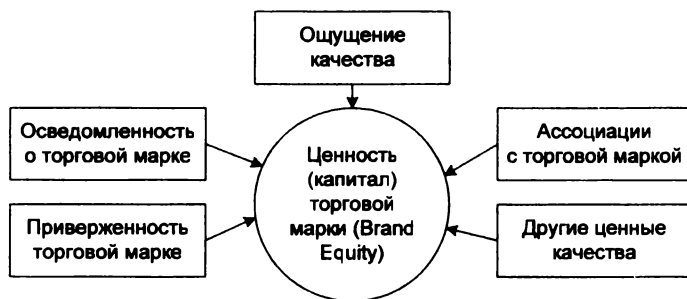 Ощущение
качества
Осведомленность
о торговой марке
Ценность
(капитал)
торговой
марки (Brand
Equity)
Ассоциации
с торговой маркой
Приверженность
торговой марке
Другие ценные
качества